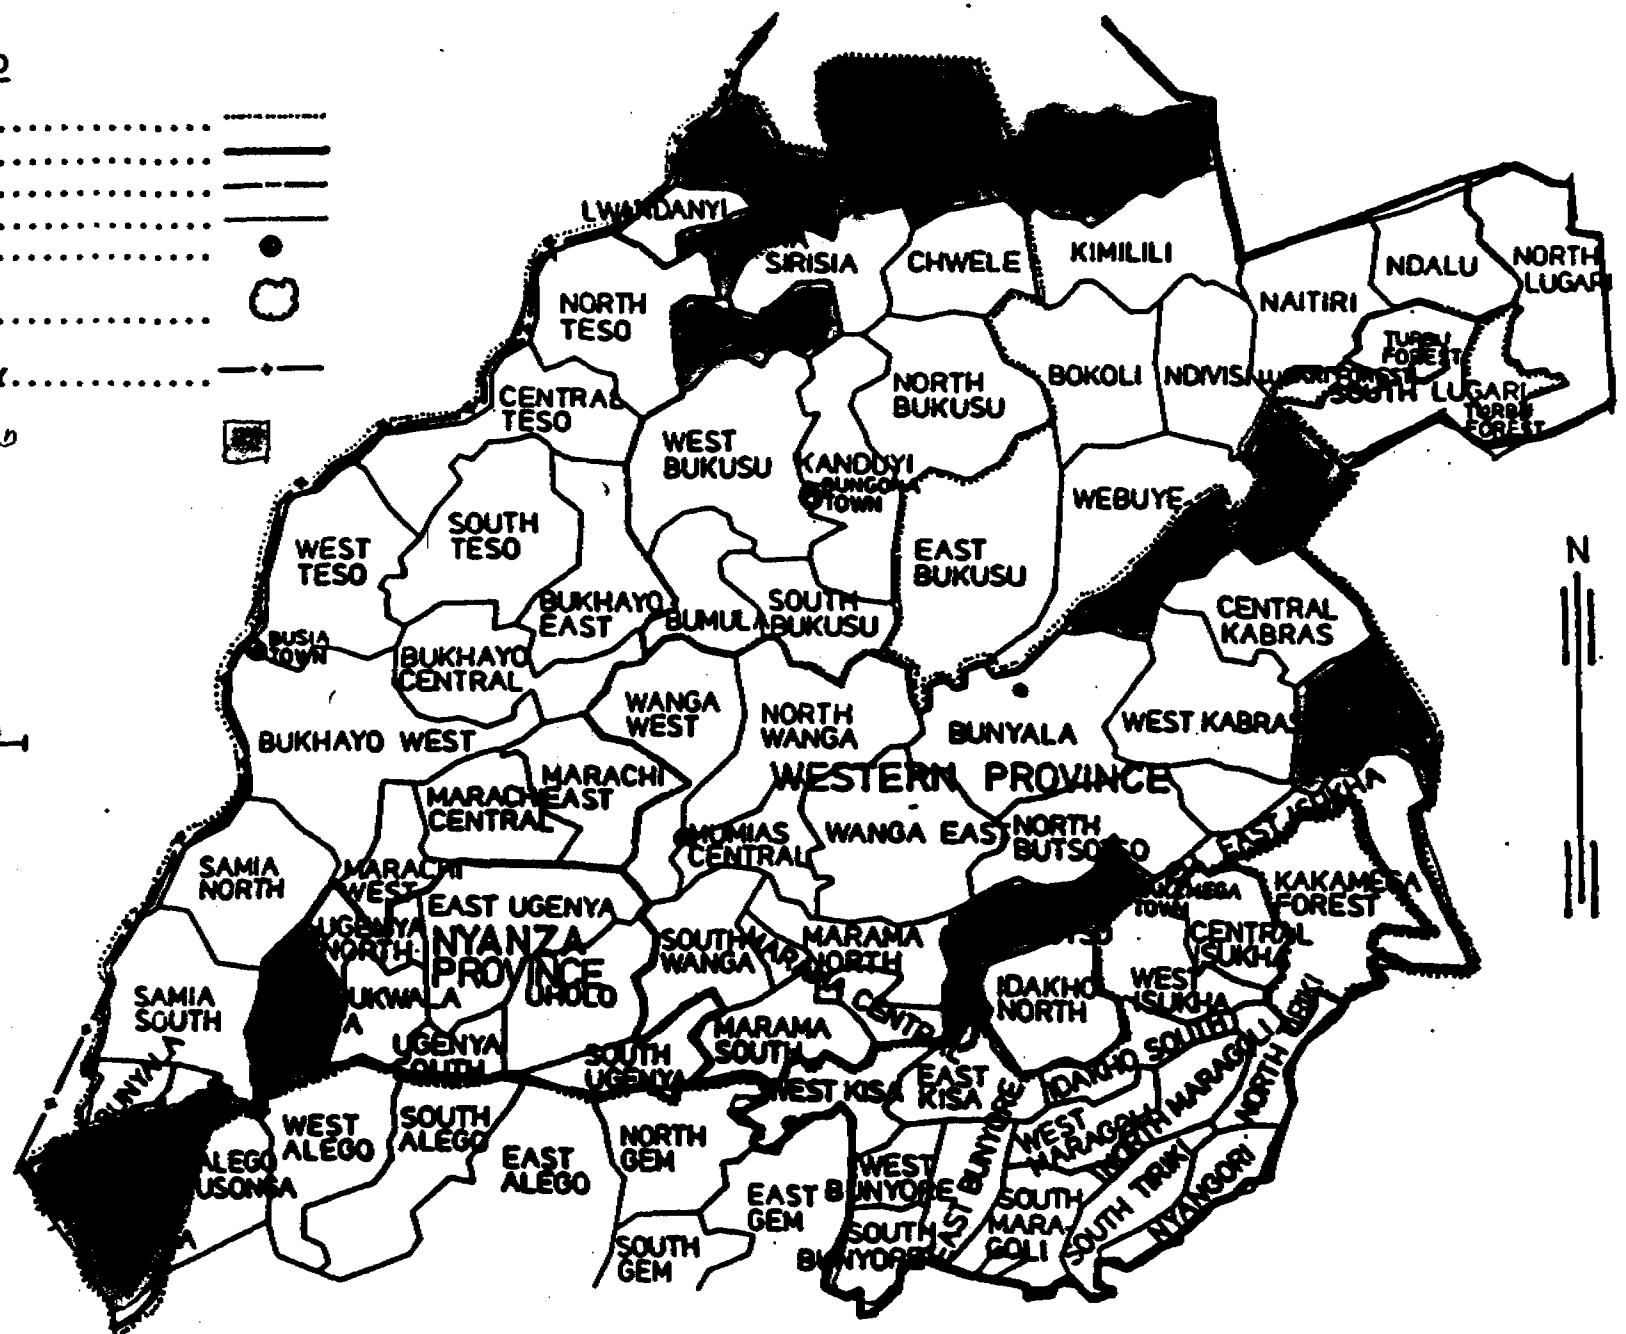 LWANDANYI
SIRISIA
CHWELE
KIMILILI
NDALU
NORTH
LUGARI
NORTH
TESO
NAITIRI
TURBO
FOREST
CENTRAL
TESO
NORTH
BUKUSU
BOKOLI
NDIVISI
LUGARI FOREST
SOUTH LUGARI
TURBO
FOREST
WEST
BUKUSU
KANDUYI
BUNGOMA
TOWN
WEBUYE
SOUTH
TESO
WEST
TESO
EAST
BUKUSU
N
BUKHAYO
EAST
BUMULA
SOUTH
BUKUSU
CENTRAL
KABRAS
BUSIA
TOWN
BUKHAYO
CENTRAL
WANGA
WEST
NORTH
WANGA
BUNYALA
WEST KABRAS
BUKHAYO WEST
WESTERN PROVINCE
MARACHI
EAST
MARACHI
CENTRAL
MUMIAS
CENTRAL
WANGA EAST
NORTH
BUTSOTSO
EAST ISUKHA
SAMIA
NORTH
MARACHI
WEST
KAKAMEGA
TOWN
KAKAMEGA
FOREST
EAST UGENYA
UGENYA
NORTH
NYANZA
PROVINCE
SOUTH
WANGA
MARAMA
NORTH
CENTRAL
ISUKHA
UHOLO
UKWALA
SAMIA
SOUTH
IDAKHO
NORTH
WEST
ISUKHA
MARAMA CENTRAL
MARAMA
SOUTH
UGENYA
SOUTH
SOUTH
UGENYA
IDAKHO SOUTH
NORTH TIRIKI
BUNYALA
WEST KISA
EAST
KISA
WEST
MARAGOLI
NORTH MARAGOLI
WEST
ALEGO
SOUTH
ALEGO
NORTH
GEM
EAST
ALEGO
ALEGO
USONGA
EAST
GEM
WEST
BUNYORE
EAST BUNYORE
SOUTH
MARA-
GOLI
SOUTH TIRIKI
NYANGORI
SOUTH
BUNYORE
SOUTH
GEM